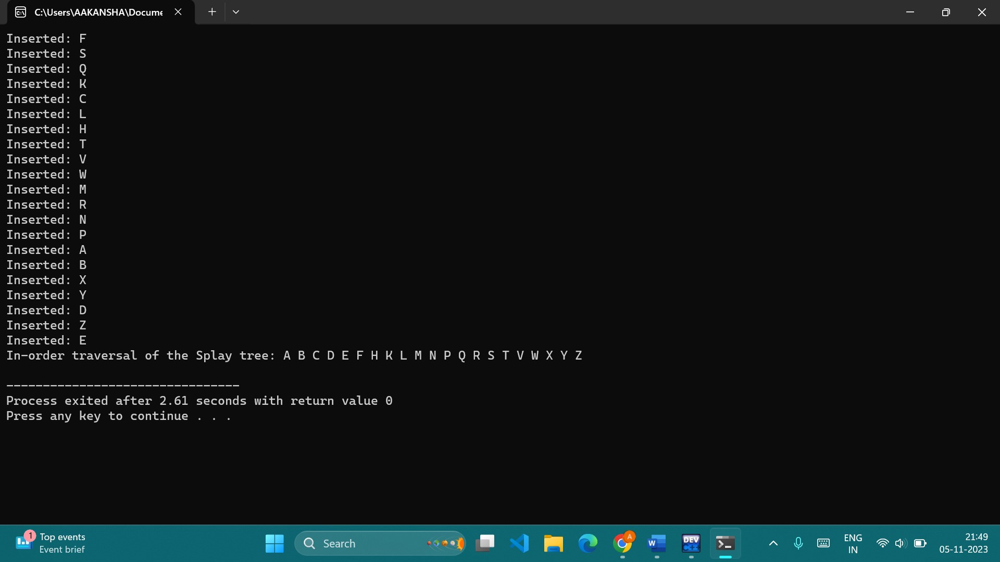 C:\Users\AAKANSHA\Docume
Inserted: F
Inserted: S
Inserted: Q
Inserted: K
Inserted: C
Inserted: L
Inserted: H
Inserted: T
Inserted: V
Inserted: W
Inserted: M
Inserted: R
Inserted: N
Inserted: P
Inserted: A
Inserted: B
Inserted: X
Inserted: Y
Inserted: D
Inserted: Z
Inserted: E
In-order traversal of the Splay tree: A B C D E F H K L M N P Q R S T V W X Y Z
--------------------------------
Process exited after 2.61 seconds with return value 0
Press any key to continue . . .
1
Top events
Event brief
Search
A
W
DEV
C++
ENG
IN
21:49
05-11-2023